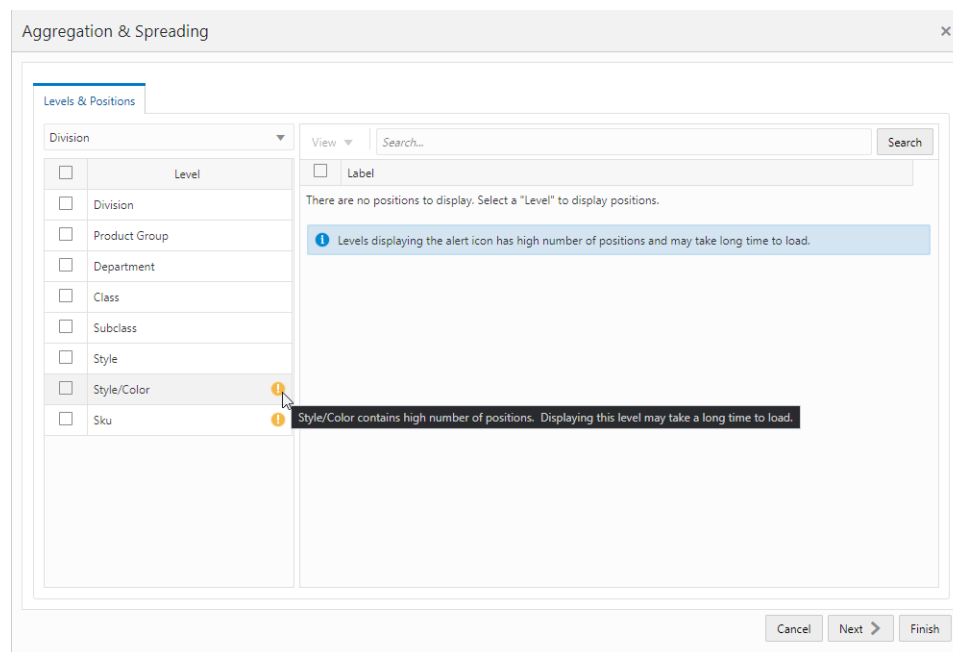 Aggregation & Spreading
Levels & Positions
Division
View
Search...
Search
Level
Label
Division
There are no positions to display. Select a "Level" to display positions.
Product Group
Levels displaying the alert icon has high number of positions and may take long time to load.
Department
Class
Subclass
Style
Style/Color
Sku
Style/Color contains high number of positions. Displaying this level may take a long time to load.
Cancel
Next
Finish